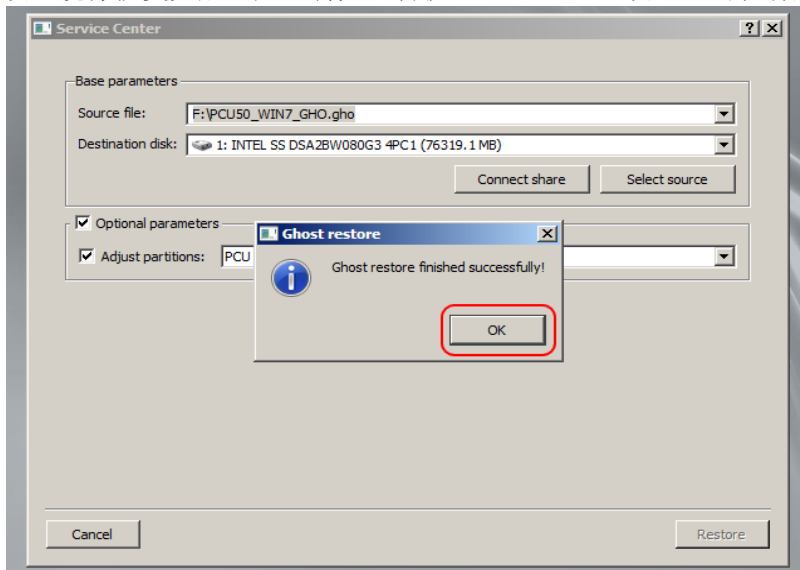 Service Center
Base parameters
Source file: F:\PCU50_WIN7_GHO.gho
Destination disk: 1: INTEL SS DSA2BW080G3 4PC1 (76319.1 MB)
Connect share Select source
Optional parameters
Ghost restore
Adjust partitions: PCU
Ghost restore finished successfully!
OK
Cancel Restore